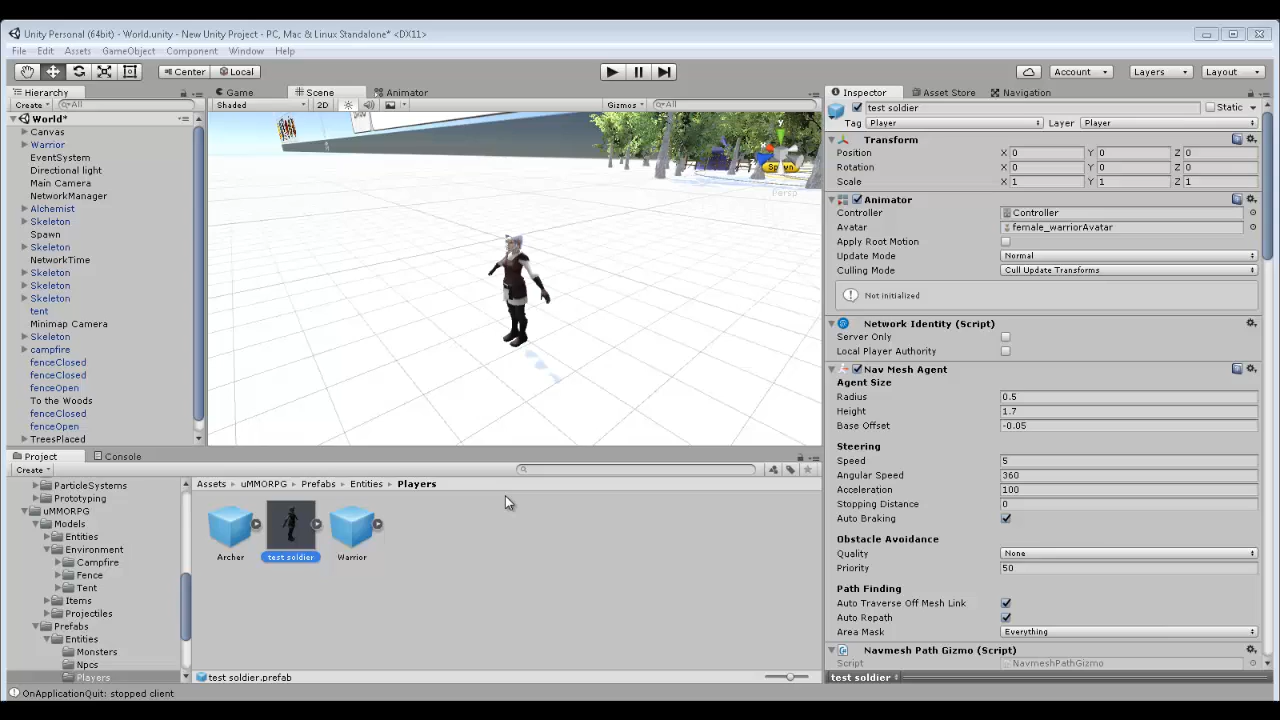 Unity Personal (64bit) - World.unity - New Unity Project - PC, Mac & Linux Standalone* <DX11>
File Edit Assets GameObject Component Window Help
Center Local Account Layers Layout
Hierarchy
Create All
World*
Canvas
Warrior
EventSystem
Directional light
Main Camera
NetworkManager
Alchemist
Skeleton
Spawn
Skeleton
NetworkTime
Skeleton
Skeleton
Skeleton
tent
Minimap Camera
Skeleton
campfire
fenceClosed
fenceClosed
fenceOpen
To the Woods
fenceClosed
fenceOpen
TreesPlaced
Game Scene Animator
Shaded 2D Gizmos All
y
x
Spawn
Persp
Inspector Asset Store Navigation
test soldier Static
Tag Player Layer Player
Transform
Position X 0 Y 0 Z 0
Rotation X 0 Y 0 Z 0
Scale X 1 Y 1 Z 1
Animator
Controller Controller
Avatar female_warriorAvatar
Apply Root Motion
Update Mode Normal
Culling Mode Cull Update Transforms
Not initialized
Network Identity (Script)
Server Only
Local Player Authority
Nav Mesh Agent
Agent Size
Radius 0.5
Height 1.7
Base Offset -0.05
Steering
Speed 5
Angular Speed 360
Acceleration 100
Stopping Distance 0
Auto Braking
Obstacle Avoidance
Quality None
Priority 50
Path Finding
Auto Traverse Off Mesh Link
Auto Repath
Area Mask Everything
Navmesh Path Gizmo (Script)
Script NavmeshPathGizmo
test soldier
Project Console
Create
ParticleSystems
Prototyping
uMMORPG
Models
Entities
Environment
Campfire
Fence
Tent
Items
Projectiles
Prefabs
Entities
Monsters
Npcs
Players
Assets uMMORPG Prefabs Entities Players
Archer test soldier Warrior
test soldier.prefab
OnApplicationQuit: stopped client